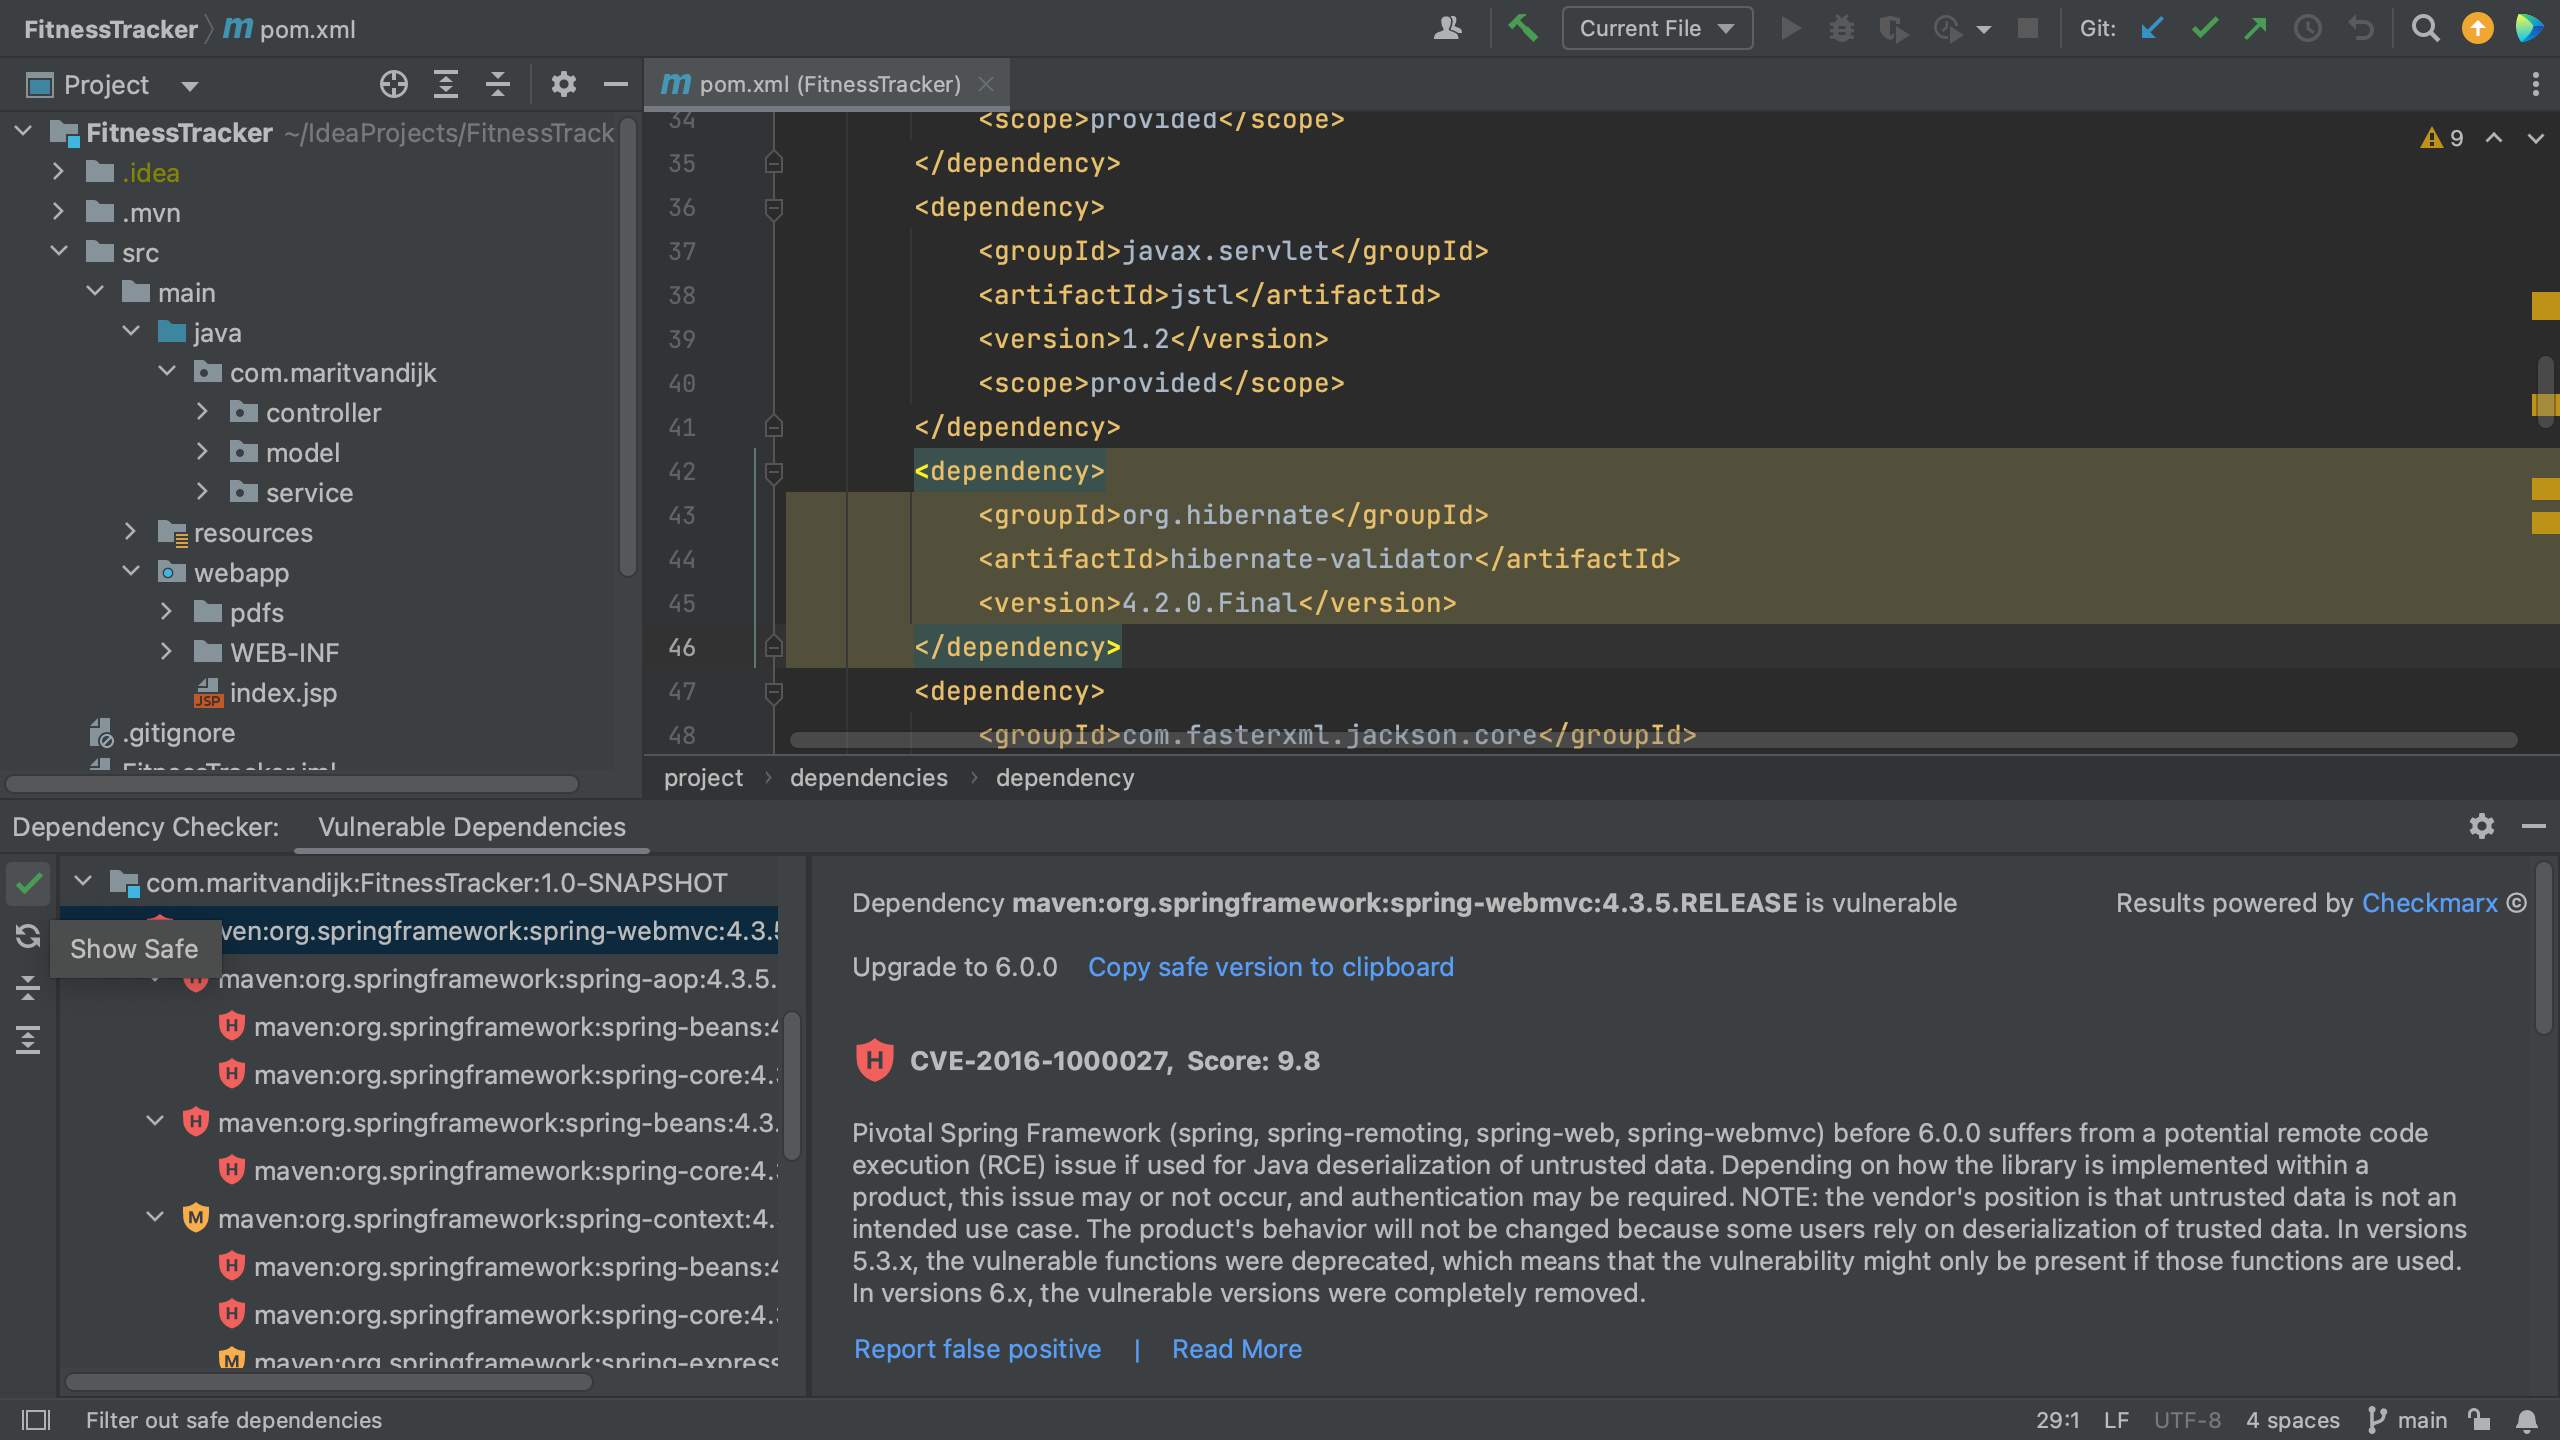 FitnessTracker
pom.xml
Current File
Git:
Project
pom.xml (FitnessTracker)
FitnessTracker ~/IdeaProjects/FitnessTrack
.idea
.mvn
src
main
java
com.maritvandijk
controller
model
service
resources
webapp
pdfs
WEB-INF
JSP index.jsp
.gitignore
FitnessTracker.iml
9
34 <scope>provided</scope>
35 </dependency>
36 <dependency>
37 <groupId>javax.servlet</groupId>
38 <artifactId>jstl</artifactId>
39 <version>1.2</version>
40 <scope>provided</scope>
41 </dependency>
42 <dependency>
43 <groupId>org.hibernate</groupId>
44 <artifactId>hibernate-validator</artifactId>
45 <version>4.2.0.Final</version>
46 </dependency>
47 <dependency>
48 <groupId>com.fasterxml.jackson.core</groupId>
project › dependencies › dependency
Dependency Checker: Vulnerable Dependencies
com.maritvandijk:FitnessTracker:1.0-SNAPSHOT
ven:org.springframework:spring-webmvc:4.3.5
Show Safe
H maven:org.springframework:spring-aop:4.3.5.
H maven:org.springframework:spring-beans:4
H maven:org.springframework:spring-core:4.3
H maven:org.springframework:spring-beans:4.3.
H maven:org.springframework:spring-core:4.3
M maven:org.springframework:spring-context:4.
H maven:org.springframework:spring-beans:4
H maven:org.springframework:spring-core:4.3
M maven:org.springframework:spring-express
Dependency maven:org.springframework:spring-webmvc:4.3.5.RELEASE is vulnerable
Results powered by Checkmarx ©
Upgrade to 6.0.0 Copy safe version to clipboard
H CVE-2016-1000027, Score: 9.8
Pivotal Spring Framework (spring, spring-remoting, spring-web, spring-webmvc) before 6.0.0 suffers from a potential remote code
execution (RCE) issue if used for Java deserialization of untrusted data. Depending on how the library is implemented within a
product, this issue may or not occur, and authentication may be required. NOTE: the vendor's position is that untrusted data is not an
intended use case. The product's behavior will not be changed because some users rely on deserialization of trusted data. In versions
5.3.x, the vulnerable functions were deprecated, which means that the vulnerability might only be present if those functions are used.
In versions 6.x, the vulnerable versions were completely removed.
Report false positive | Read More
Filter out safe dependencies
29:1 LF UTF-8 4 spaces main